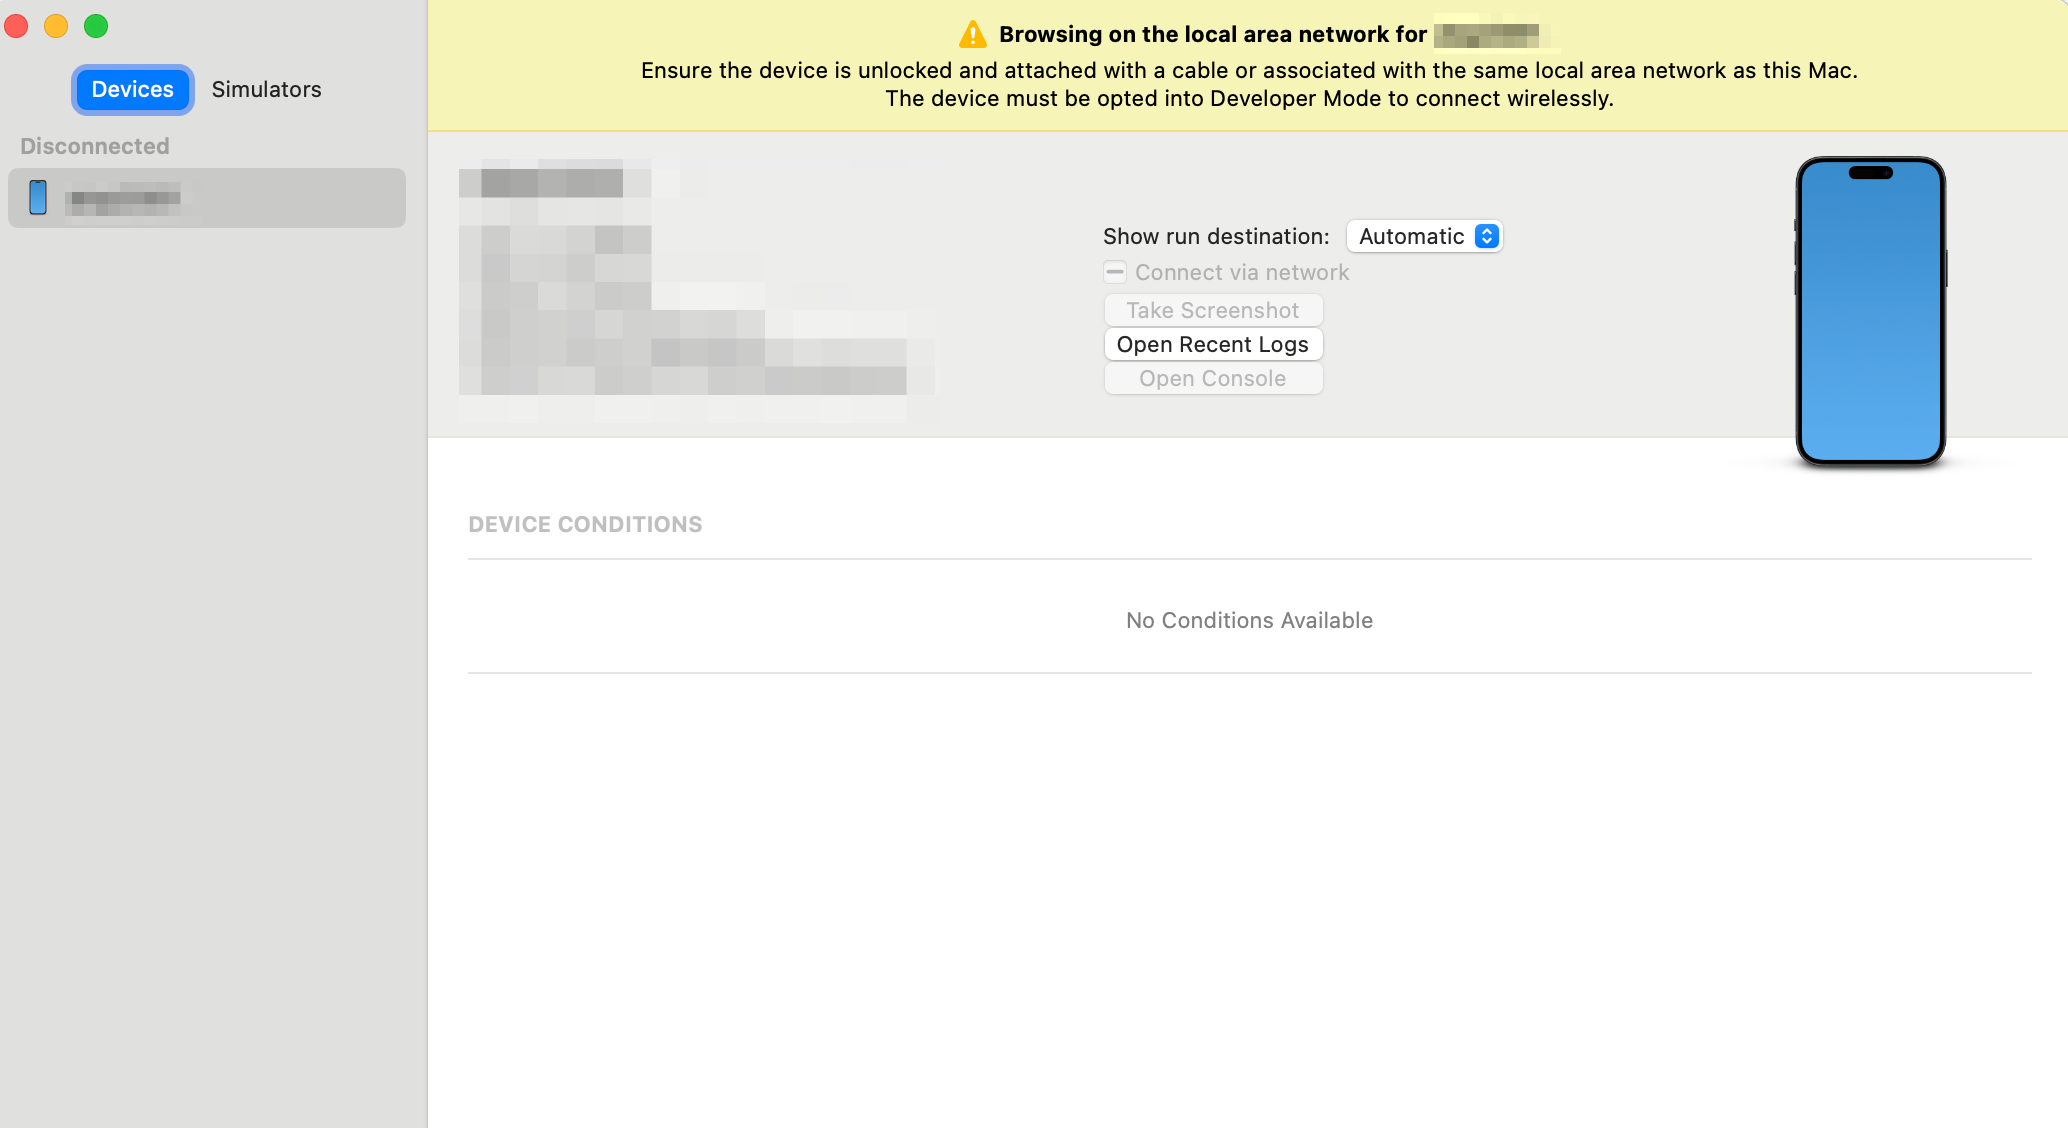 Devices
Simulators
Disconnected
Browsing on the local area network for
Ensure the device is unlocked and attached with a cable or associated with the same local area network as this Mac.
The device must be opted into Developer Mode to connect wirelessly.
Show run destination: Automatic
Connect via network
Take Screenshot
Open Recent Logs
Open Console
DEVICE CONDITIONS
No Conditions Available